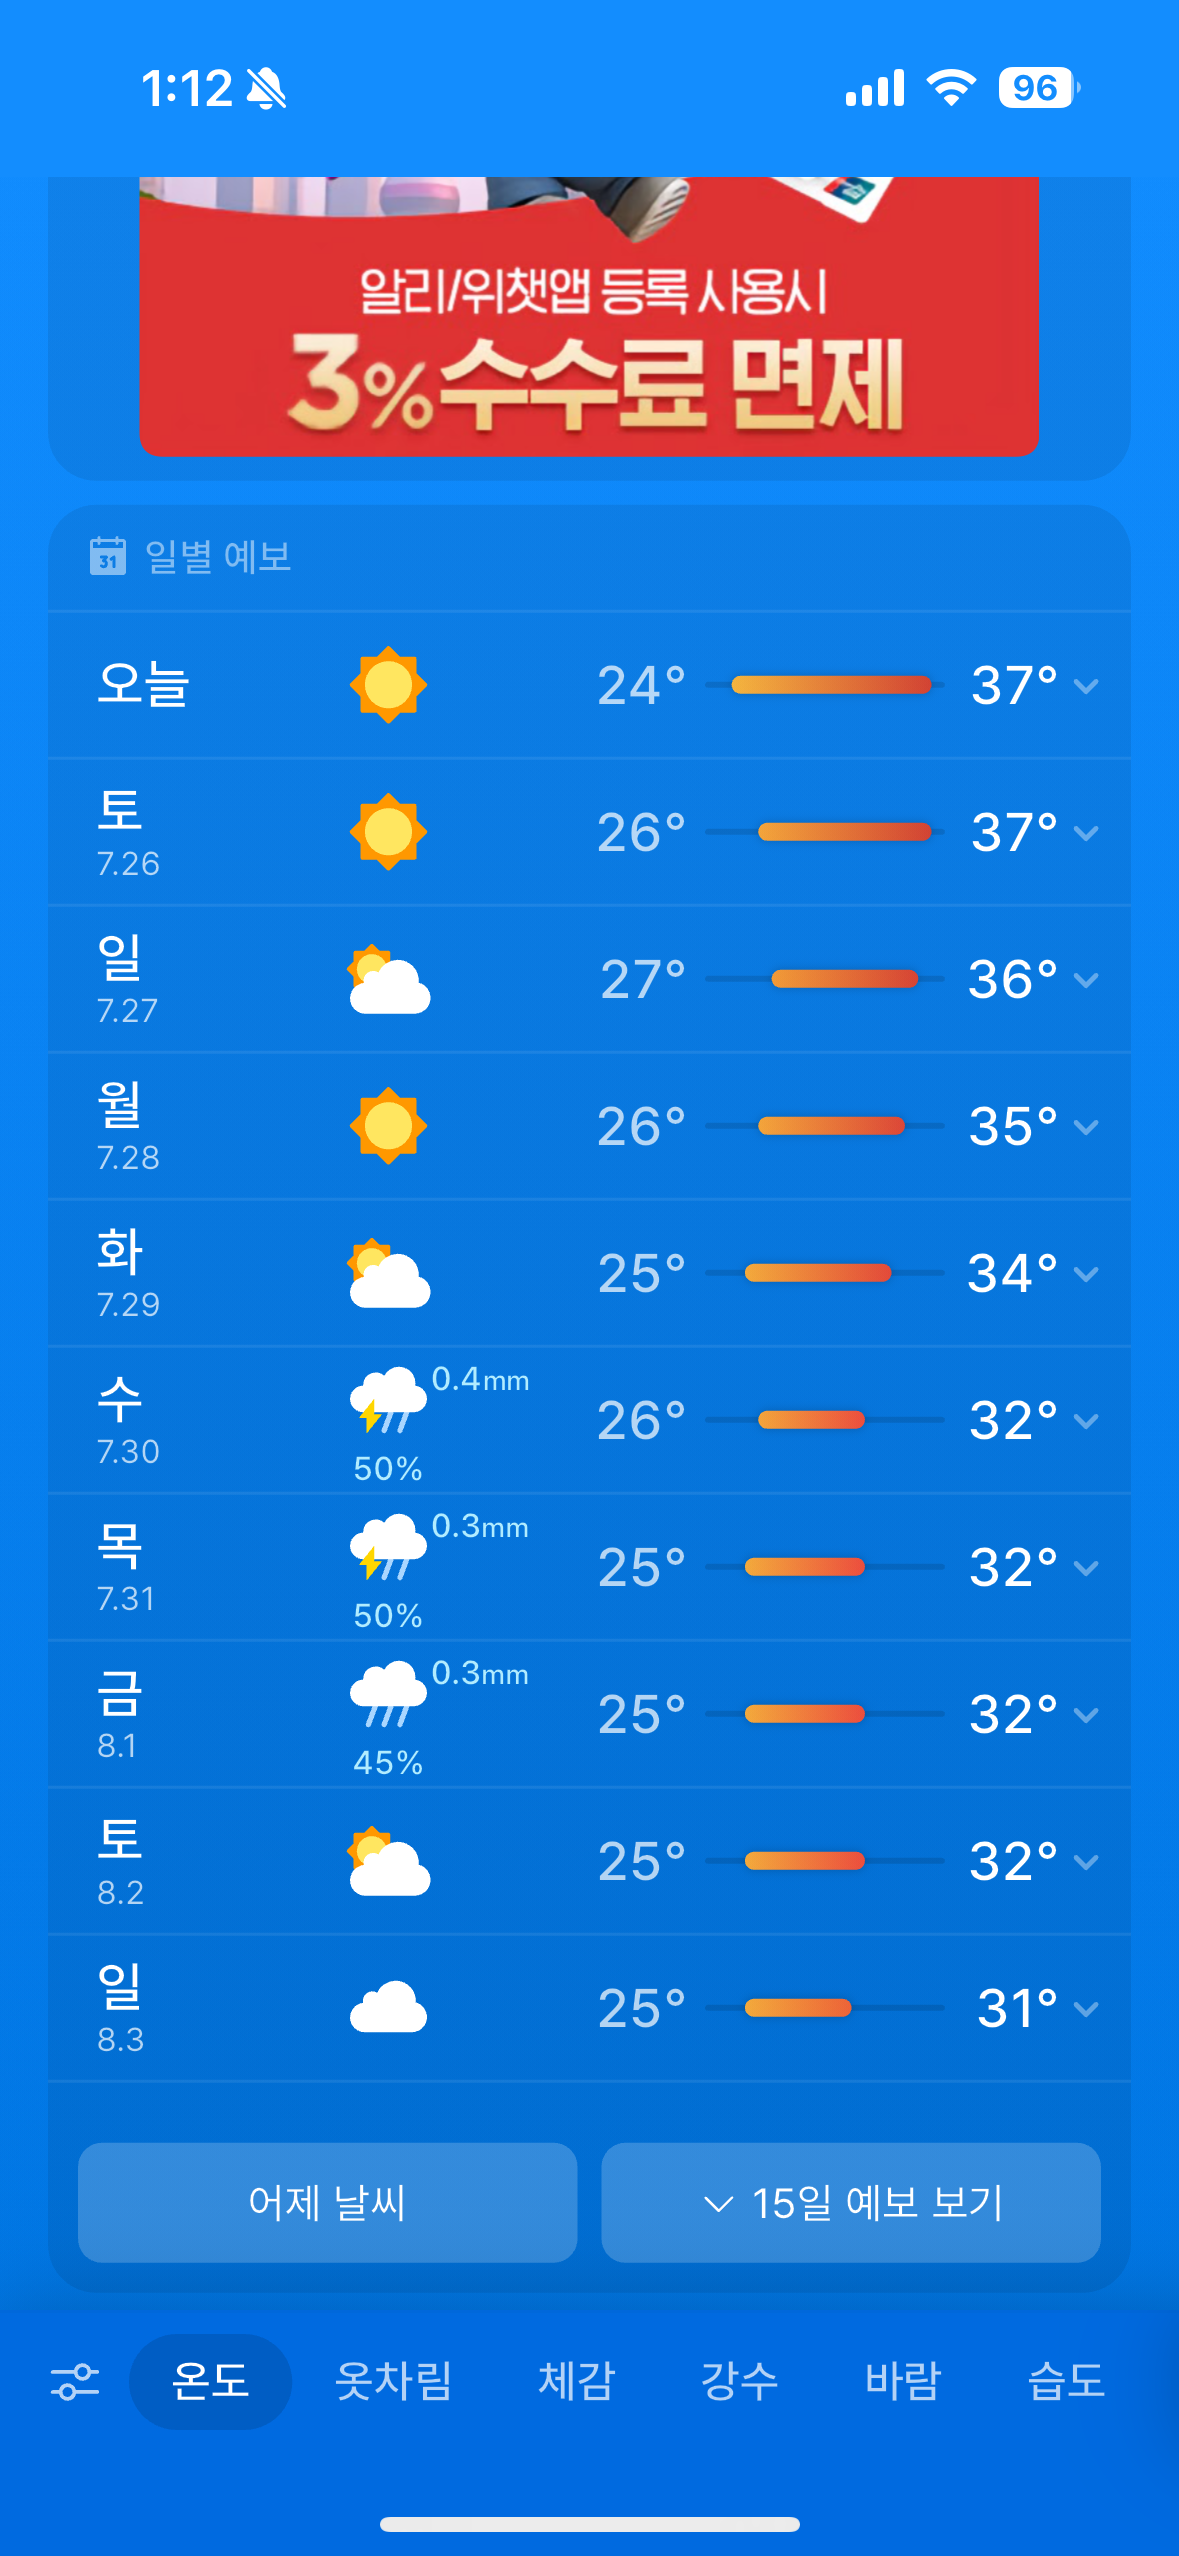 1:12
96
알리/위챗앱 등록 사용시
3%수수료 면제
31 일별 예보
오늘 24° 37°
토 26° 37°
7.26
일 27° 36°
7.27
월 26° 35°
7.28
화 25° 34°
7.29
수 0.4mm 26° 32°
7.30 50%
목 0.3mm 25° 32°
7.31 50%
금 0.3mm 25° 32°
8.1 45%
토 25° 32°
8.2
일 25° 31°
8.3
어제 날씨 15일 예보 보기
온도 옷차림 체감 강수 바람 습도